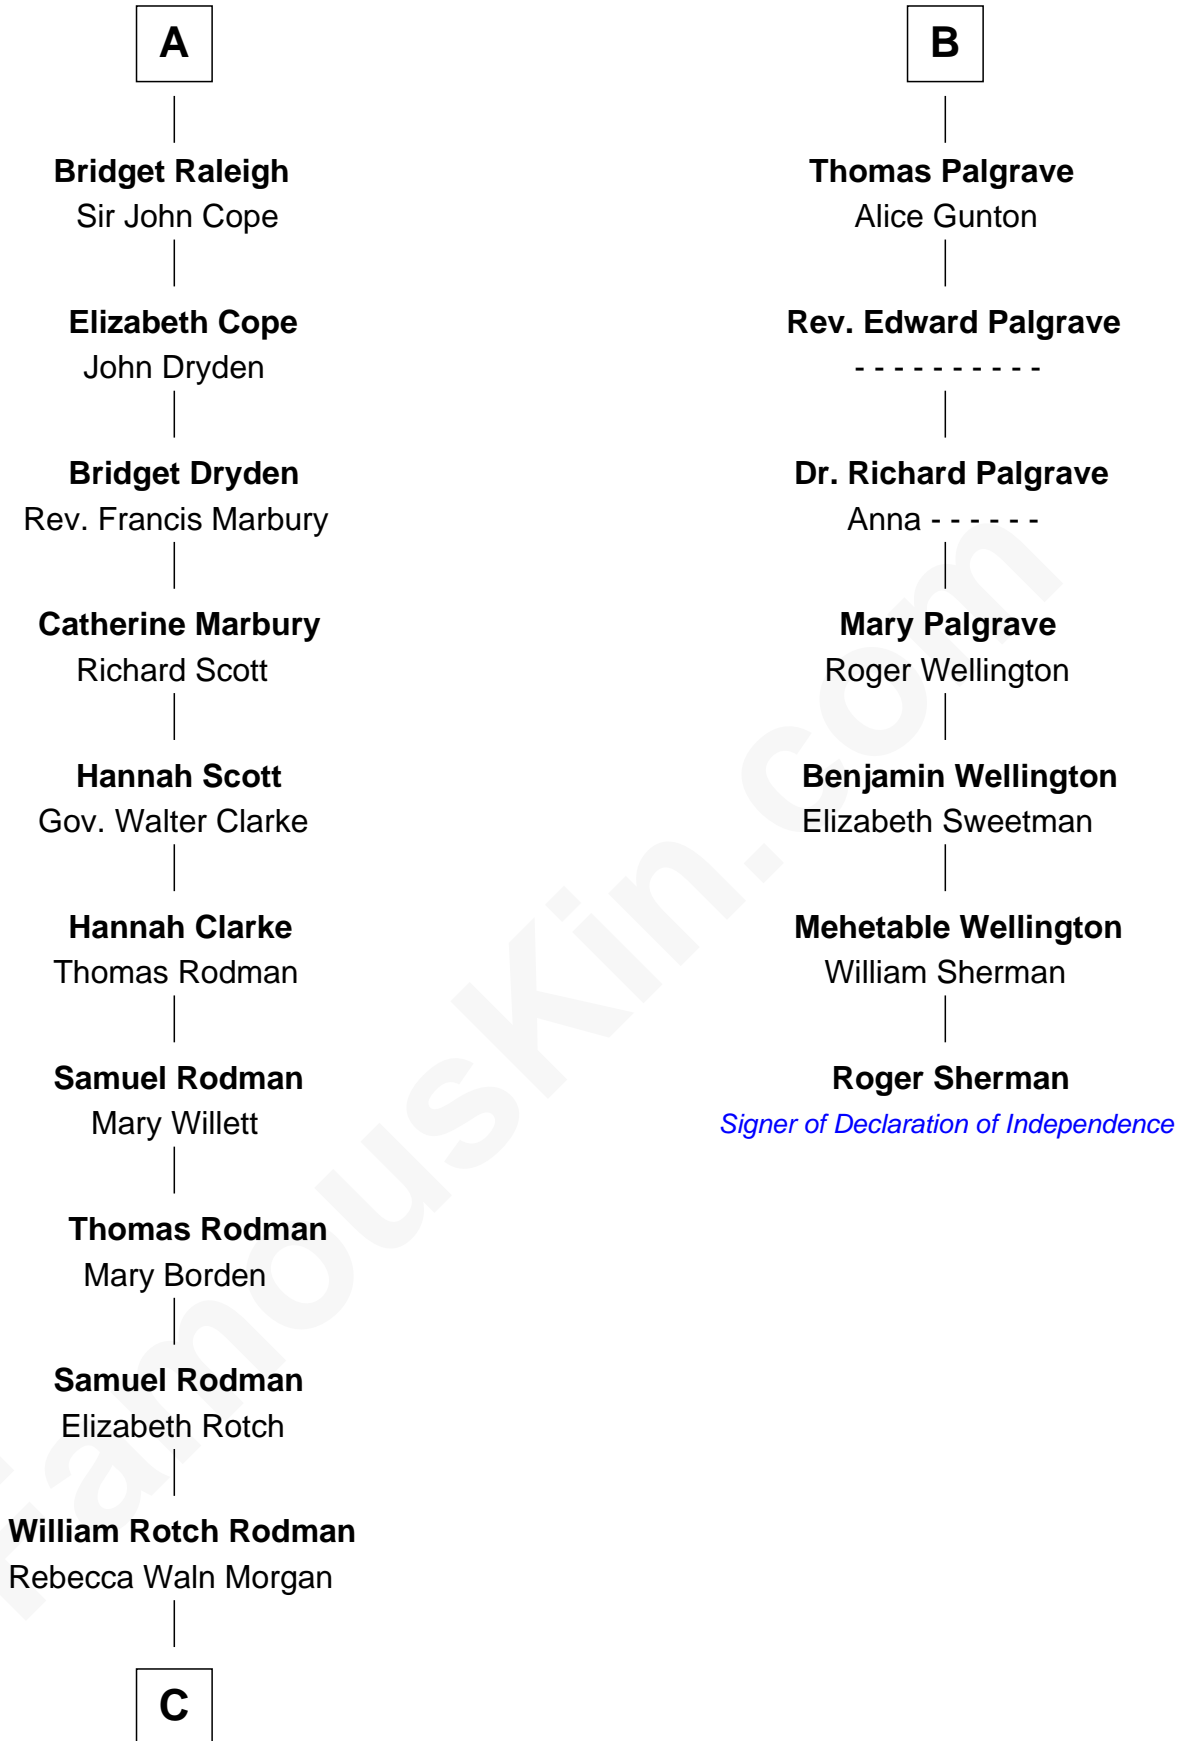 A
Bridget Raleigh
Sir John Cope
Elizabeth Cope
John Dryden
Bridget Dryden
Rev. Francis Marbury
Catherine Marbury
Richard Scott
Hannah Scott
Gov. Walter Clarke
Hannah Clarke
Thomas Rodman
Samuel Rodman
Mary Willett
Thomas Rodman
Mary Borden
Samuel Rodman
Elizabeth Rotch
William Rotch Rodman
Rebecca Waln Morgan
C
B
Thomas Palgrave
Alice Gunton
Rev. Edward Palgrave
- - - - - - - - - -
Dr. Richard Palgrave
Anna - - - - - -
Mary Palgrave
Roger Wellington
Benjamin Wellington
Elizabeth Sweetman
Mehetable Wellington
William Sherman
Roger Sherman
Signer of Declaration of Independence
FamousKin.com